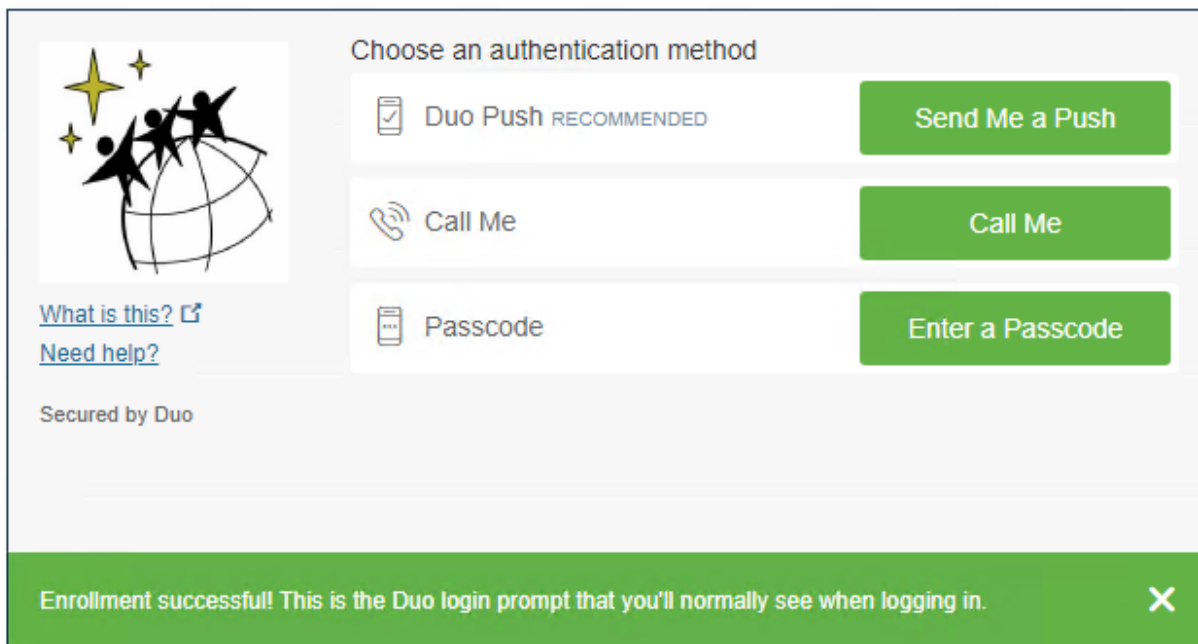 Choose an authentication method
Duo Push RECOMMENDED
Send Me a Push
Call Me
Call Me
Passcode
Enter a Passcode
What is this?
Need help?
Secured by Duo
Enrollment successful! This is the Duo login prompt that you'll normally see when logging in.